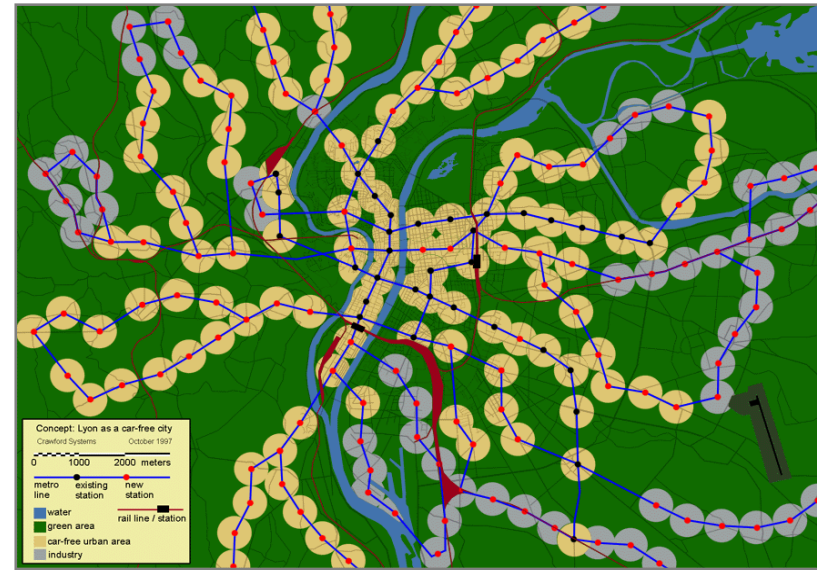 Concept: Lyon as a car-free city
Crawford Systems October 1997
0 1000 2000 meters
metro line existing station new station
rail line / station
water
green area
car-free urban area
industry